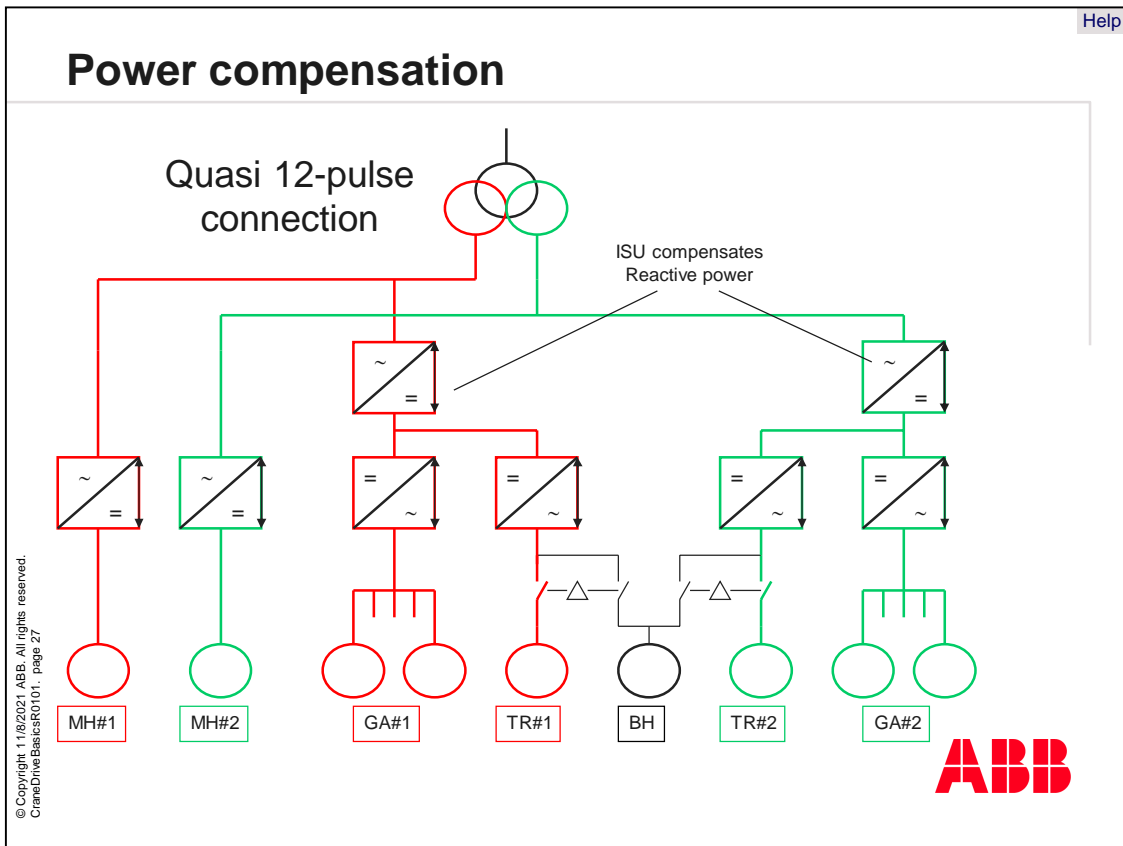 Help
Power compensation
Quasi 12-pulse
connection
ISU compensates
Reactive power
~
=
~
=
~
=
~
=
=
~
=
~
=
~
=
~
MH#1
MH#2
GA#1
TR#1
BH
TR#2
GA#2
© Copyright 11/8/2021 ABB. All rights reserved.
CraneDriveBasicsR0101. page 27
ABB